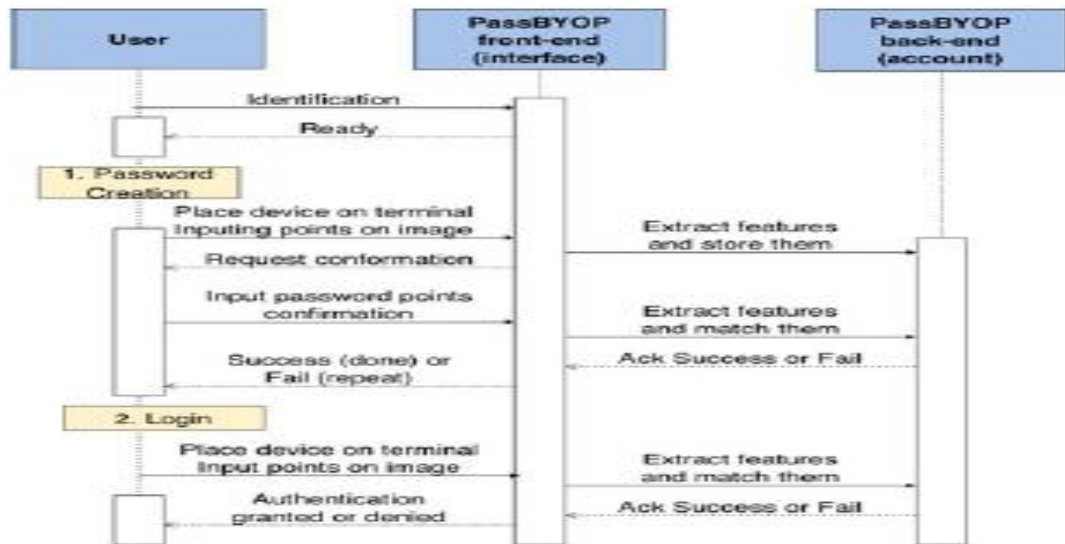 User
PassBYOP
front-end
(interface)
PassBYOP
back-end
(account)
Identification
Ready
1. Password
Creation
Place device on terminal
Inputing points on image
Extract features
and store them
Request conformation
Input password points
confirmation
Extract features
and match them
Ack Success or Fail
Success (done) or
Fail (repeat)
2. Login
Place device on terminal
Input points on image
Extract features
and match them
Authentication
granted or denied
Ack Success or Fail